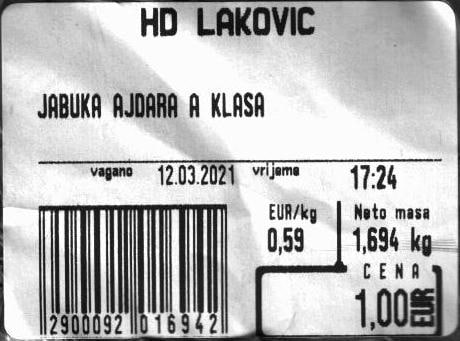 HD LAKOVIC
JABUKA AJDARA A KLASA
vagano 12.03.2021 vrijeme 17:24
EUR/kg Neto masa
0,59 1,694 kg
CENA
1,00 EUR
2900092 016942